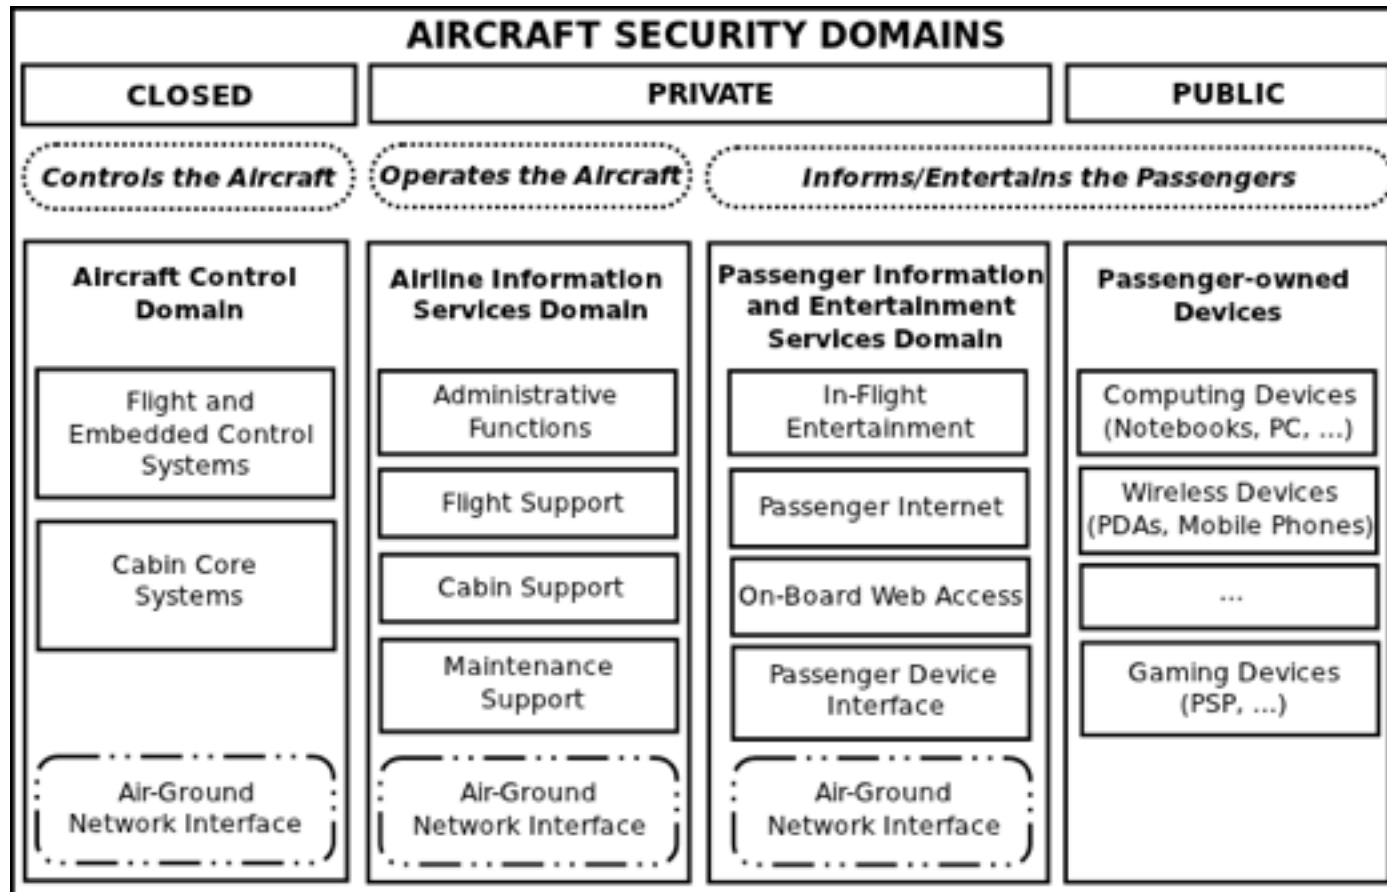 AIRCRAFT SECURITY DOMAINS
CLOSED
PRIVATE
PUBLIC
Controls the Aircraft
Operates the Aircraft
Informs/Entertains the Passengers
Aircraft Control
Domain
Flight and
Embedded Control
Systems
Cabin Core
Systems
Air-Ground
Network Interface
Airline Information
Services Domain
Administrative
Functions
Flight Support
Cabin Support
Maintenance
Support
Air-Ground
Network Interface
Passenger Information
and Entertainment
Services Domain
In-Flight
Entertainment
Passenger Internet
On-Board Web Access
Passenger Device
Interface
Air-Ground
Network Interface
Passenger-owned
Devices
Computing Devices
(Notebooks, PC, ...)
Wireless Devices
(PDAs, Mobile Phones)
...
Gaming Devices
(PSP, ...)